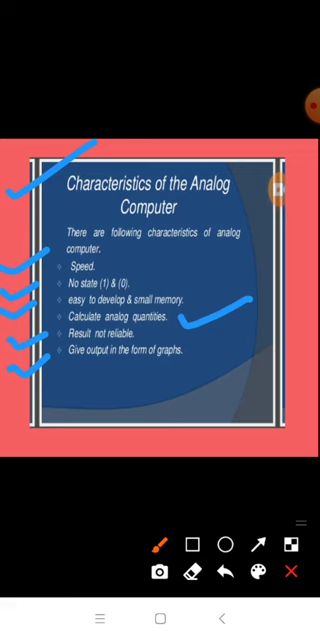 Characteristics of the Analog
Computer
There are following characteristics of analog
computer.
Speed.
No state (1) & (0).
easy to develop & small memory.
Calculate analog quantities.
Result not reliable.
Give output in the form of graphs.